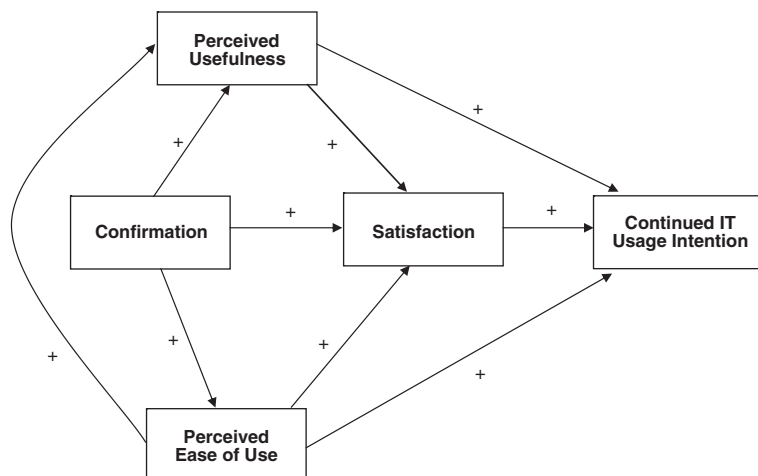 Perceived
Usefulness
+
+
+
Confirmation
+
Satisfaction
+
Continued IT
Usage Intention
+
+
+
+
Perceived
Ease of Use